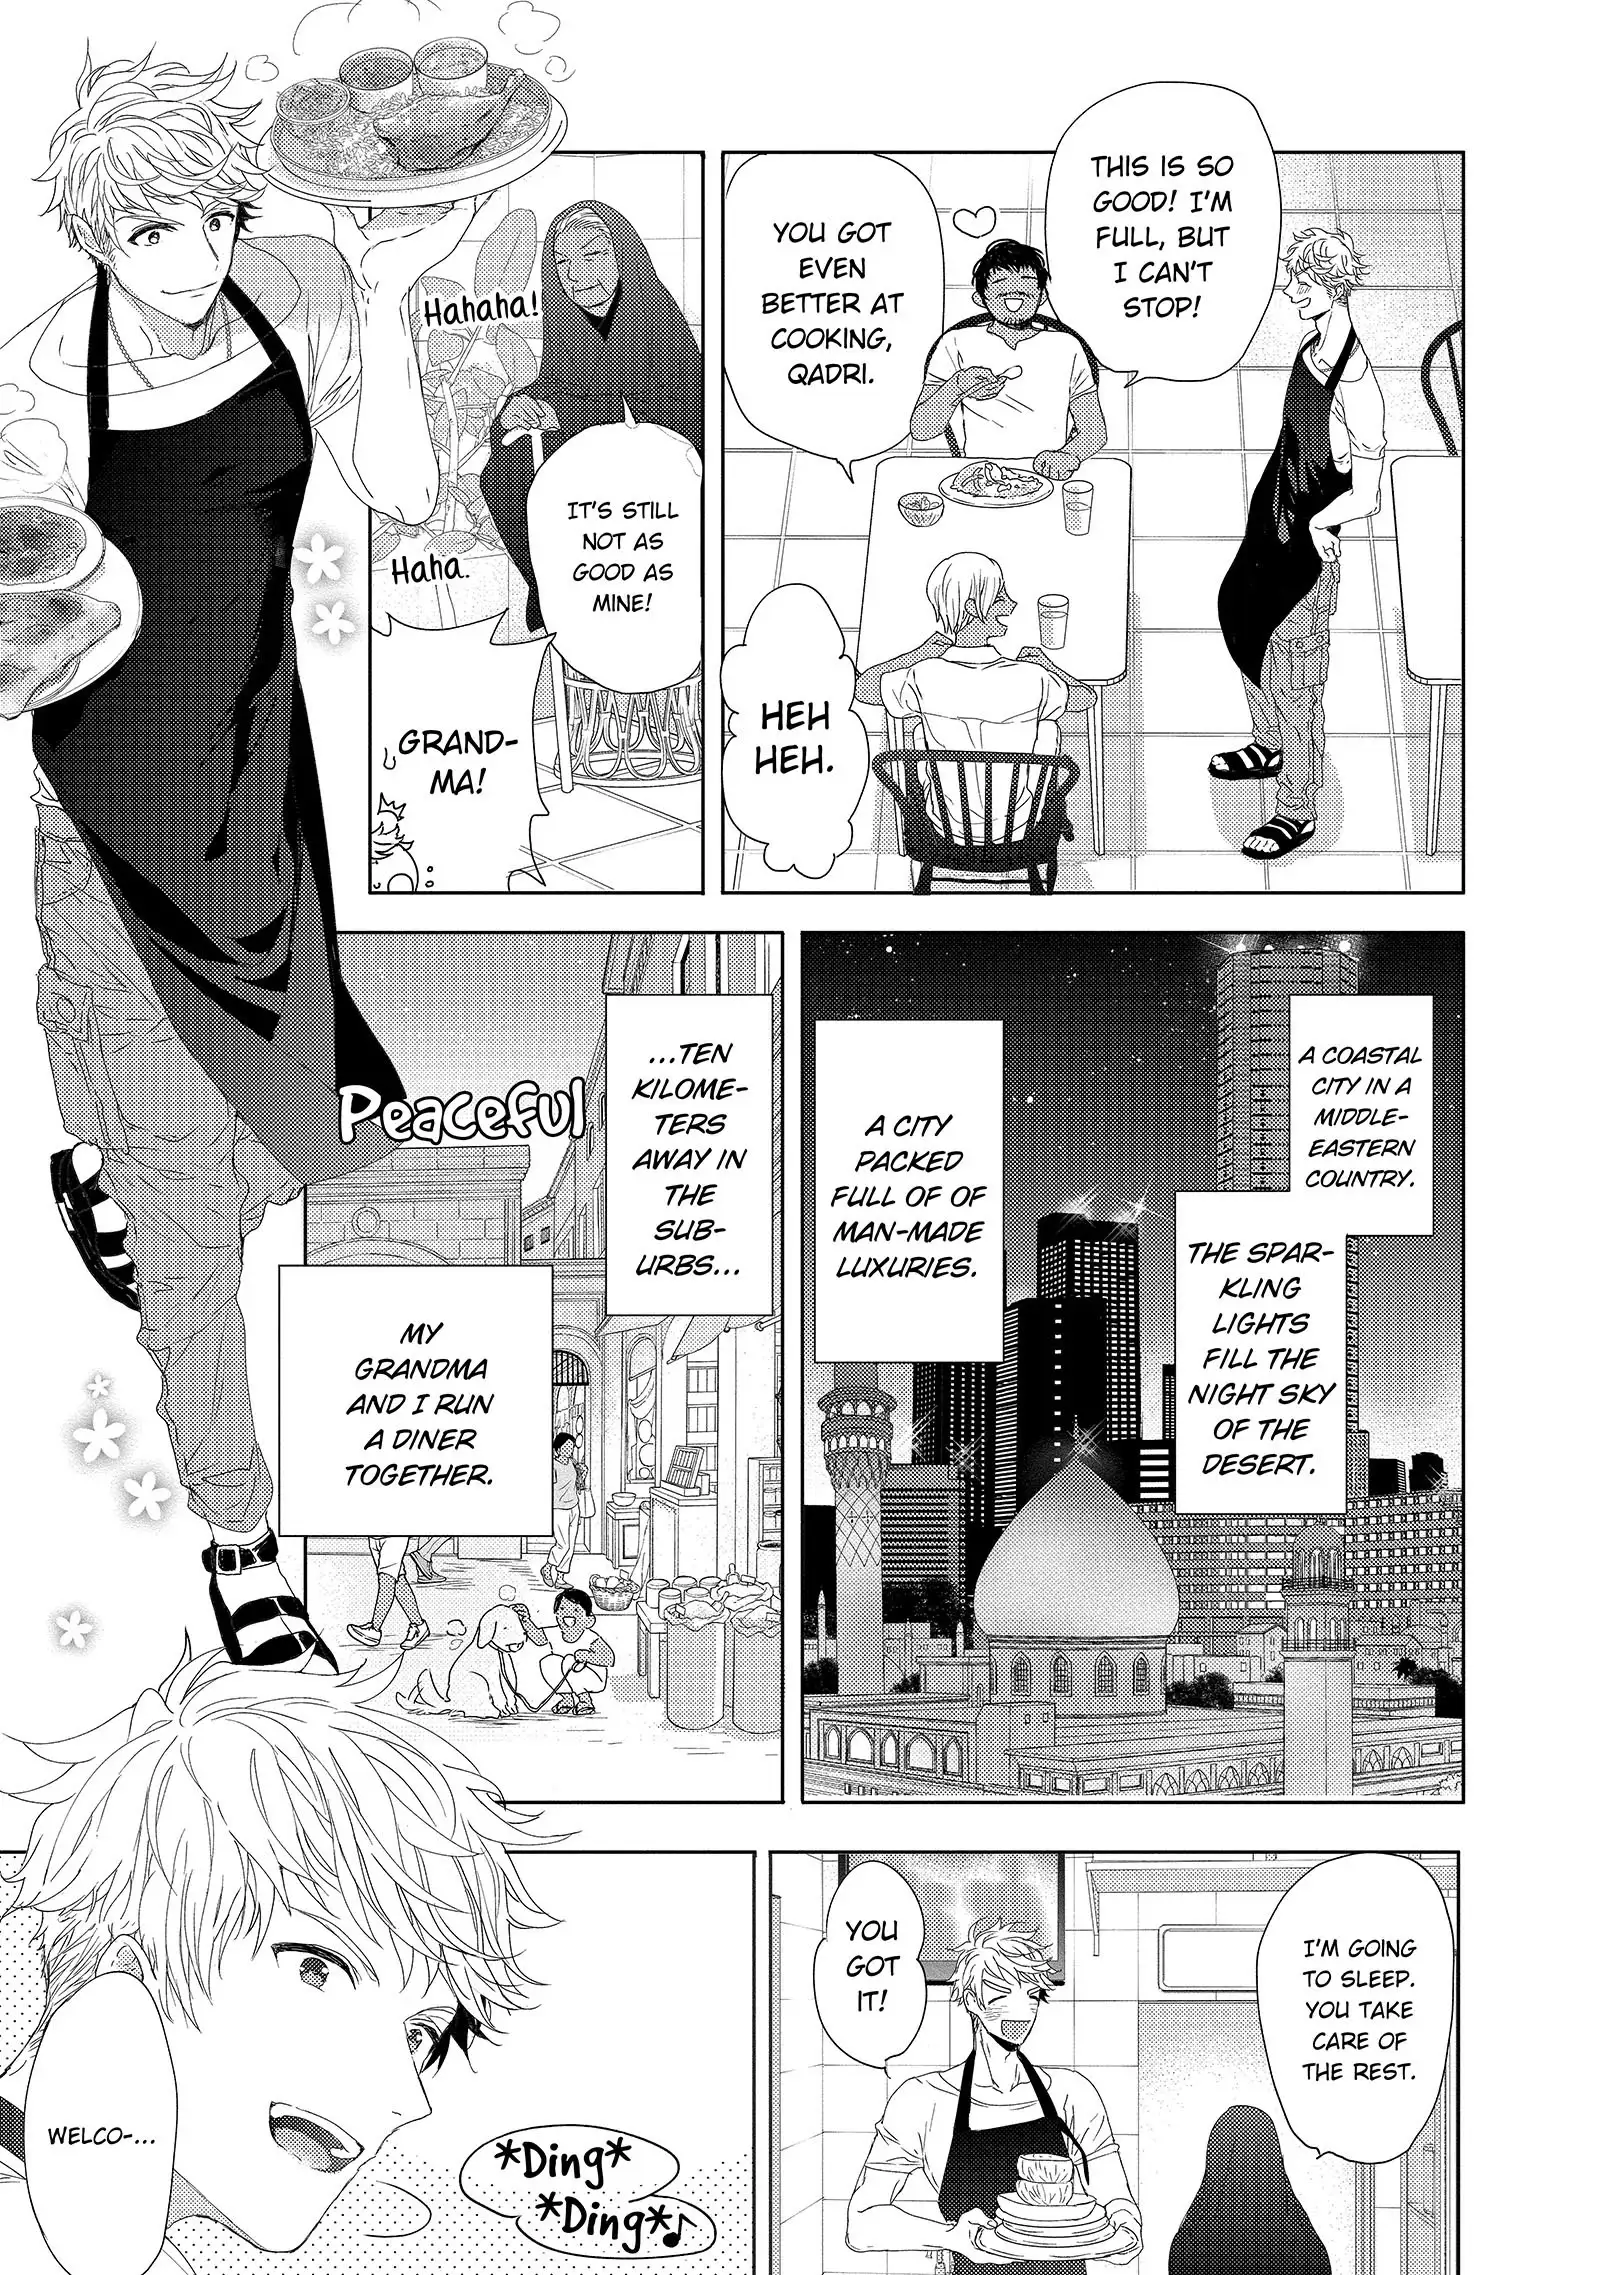 THIS IS SO
GOOD! I'M
FULL, BUT
I CAN'T
STOP!
YOU GOT
EVEN
BETTER AT
COOKING,
QADRI.
HEH
HEH.
Hahaha!
IT'S STILL
NOT AS
GOOD AS
MINE!
Haha.
GRAND-
MA!
A COASTAL
CITY IN A
MIDDLE-
EASTERN
COUNTRY.
THE SPAR-
KLING
LIGHTS
FILL THE
NIGHT SKY
OF THE
DESERT.
A CITY
PACKED
FULL OF OF
MAN-MADE
LUXURIES.
...TEN
KILOME-
TERS
AWAY IN
THE
SUB-
URBS...
Peaceful
MY
GRANDMA
AND I RUN
A DINER
TOGETHER.
I'M GOING
TO SLEEP.
YOU TAKE
CARE OF
THE REST.
YOU
GOT
IT!
*Ding*
*Ding*♪
WELCO-...